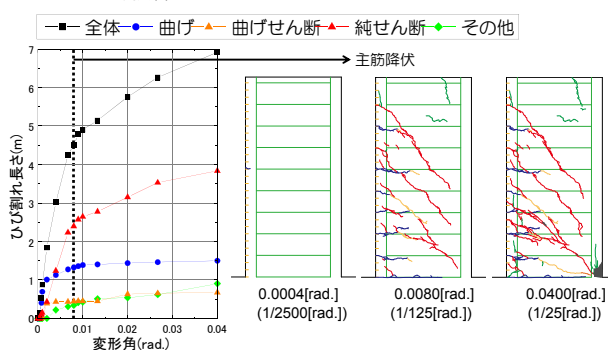 全体 曲げ 曲げせん断 純せん断 その他
主筋降伏
7
6
5
4
3
2
1
0
ひび割れ長さ(m)
0 0.01 0.02 0.03 0.04
変形角(rad.)
0.0004[rad.]
(1/2500[rad.])
0.0080[rad.]
(1/125[rad.])
0.0400[rad.]
(1/25[rad.])